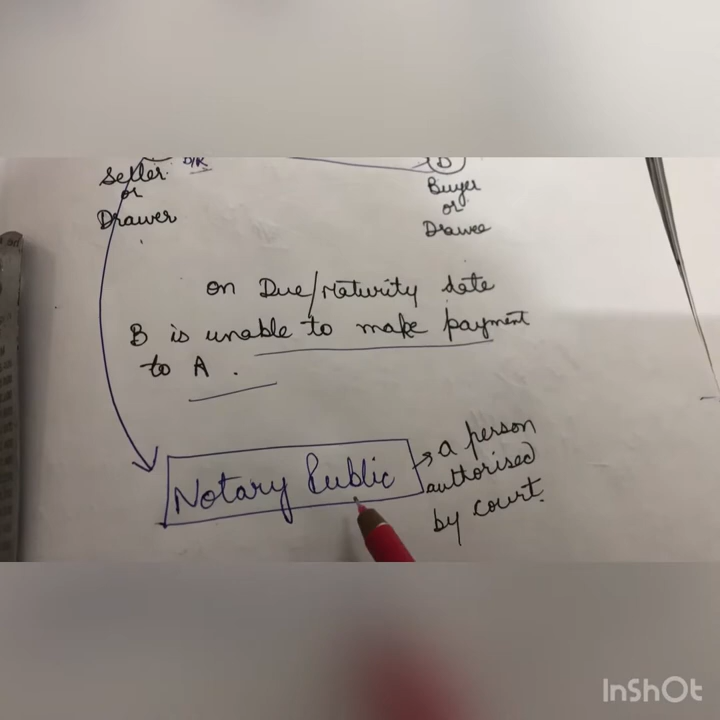 Seller
or
Drawer
B/R
B
Buyer
or
Drawee
on Due/Maturity date
B is unable to make payment
to A.
Notary Public
a person
authorised
by court.
InShOt